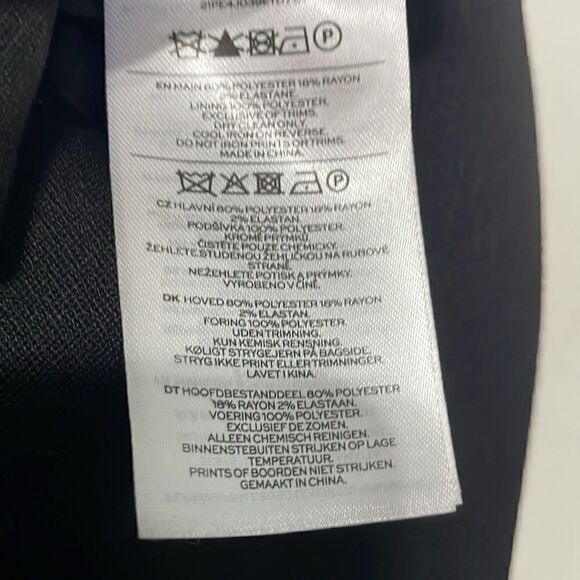 P
EN MAIN 80% POLYESTER 18% RAYON
2% ELASTANE.
LINING 100% POLYESTER.
EXCLUSIVE OF TRIMS.
DRY CLEAN ONLY.
COOL IRON ON REVERSE.
DO NOT IRON PRINTS OR TRIMS.
MADE IN CHINA.
P
CZ HLAVNÍ 80% POLYESTER 18% RAYON
2% ELASTAN.
PODŠÍVKA 100% POLYESTER.
KROMĚ PRÝMKŮ.
ČISTĚTE POUZE CHEMICKY.
ŽEHLETE STUDENOU ŽEHLIČKOU NA RUBOVÉ
STRANĚ.
NEŽEHLETE POTISK A PRÝMKY.
VYROBENO V ČÍNĚ.
DK HOVED 80% POLYESTER 18% RAYON
2% ELASTAN.
FORING 100% POLYESTER.
UDEN TRIMNING.
KUN KEMISK RENSNING.
KØLIGT STRYGEJERN PÅ BAGSIDE.
STRYG IKKE PRINT ELLER TRIMNINGER.
LAVET I KINA.
DT HOOFDBESTANDDEEL 80% POLYESTER
18% RAYON 2% ELASTAAN.
VOERING 100% POLYESTER.
EXCLUSIEF DE ZOMEN.
ALLEEN CHEMISCH REINIGEN.
BINNENSTEBUITEN STRIJKEN OP LAGE
TEMPERATUUR.
PRINTS OF BOORDEN NIET STRIJKEN.
GEMAAKT IN CHINA.